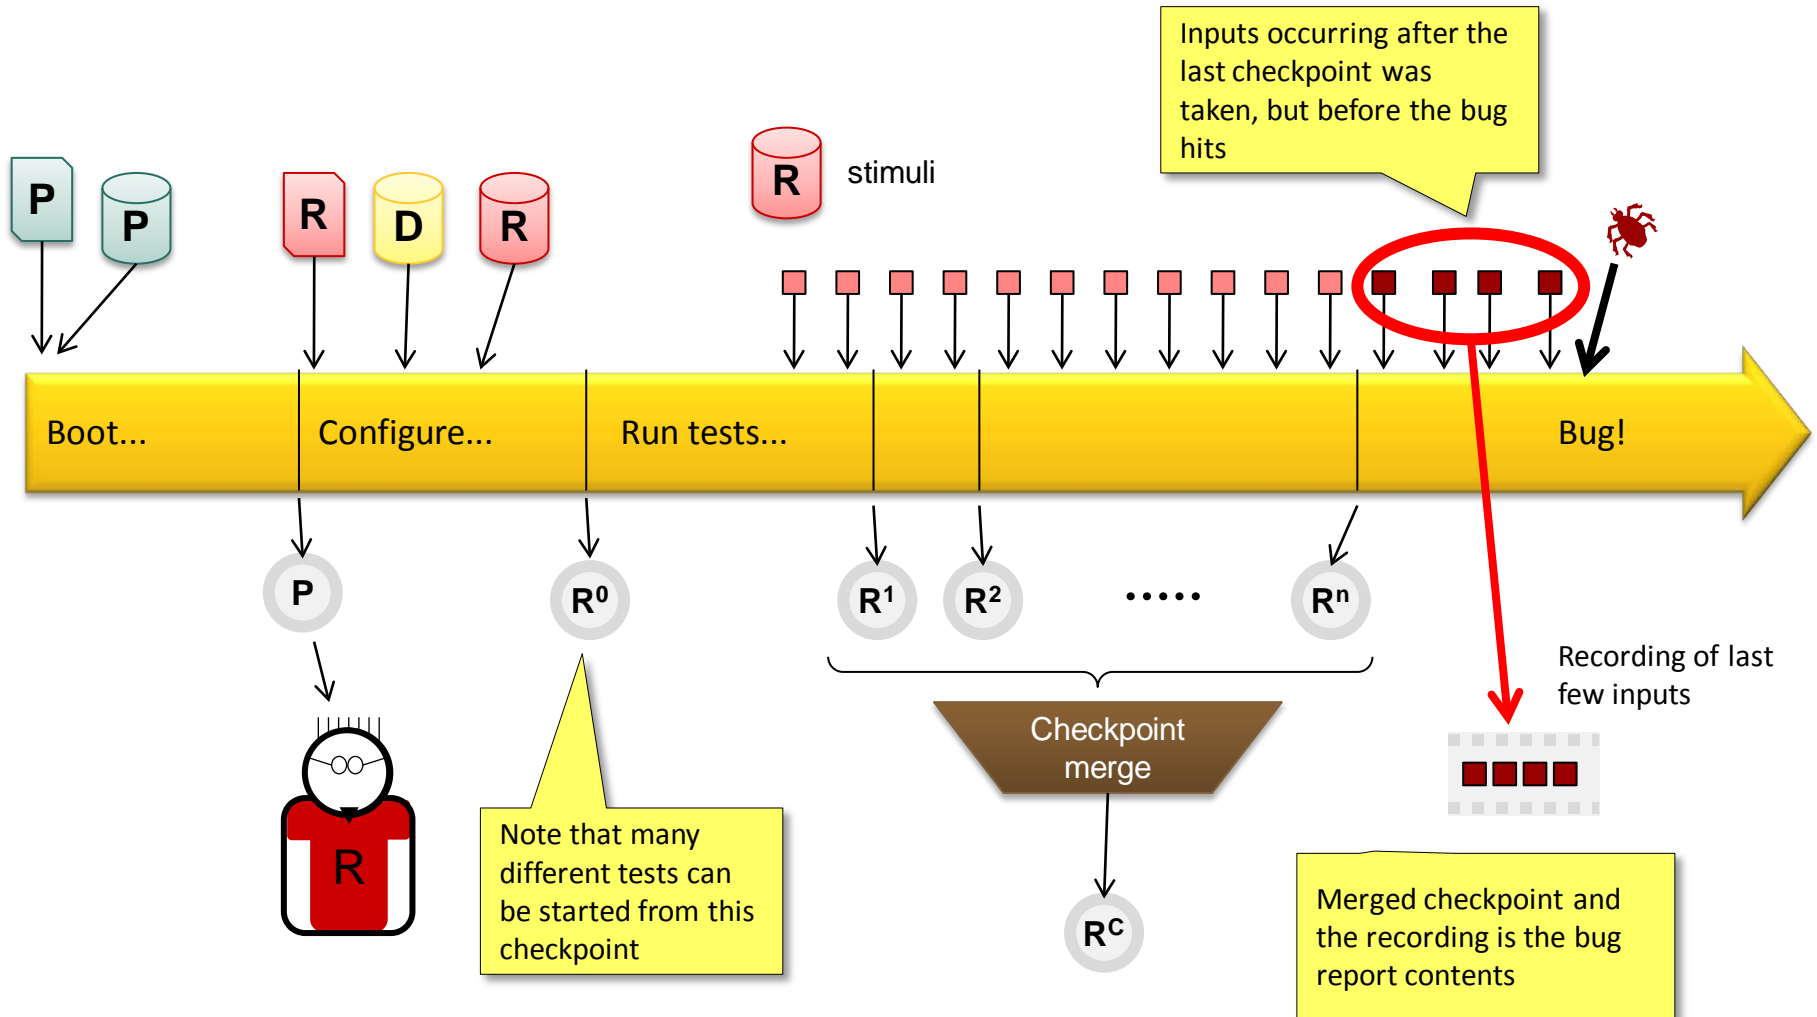 Inputs occurring after the
last checkpoint was
taken, but before the bug
hits
P
P
R
D
R
R
stimuli
Boot...
Configure...
Run tests...
Bug!
P
R⁰
R¹
R²
.....
Rⁿ
Recording of last
few inputs
Checkpoint
merge
R
Note that many
different tests can
be started from this
checkpoint
Rᶜ
Merged checkpoint and
the recording is the bug
report contents